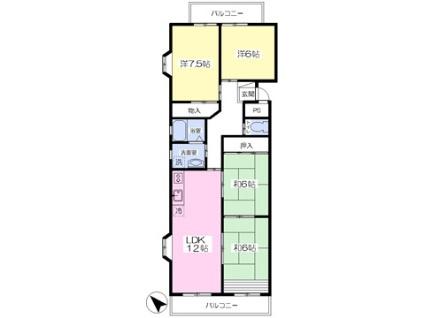 バルコニー
洋7.5帖
洋6帖
玄関
物入
PS
浴室
洗面室
洗
押入
和6帖
冷
LDK
12帖
和6帖
バルコニー